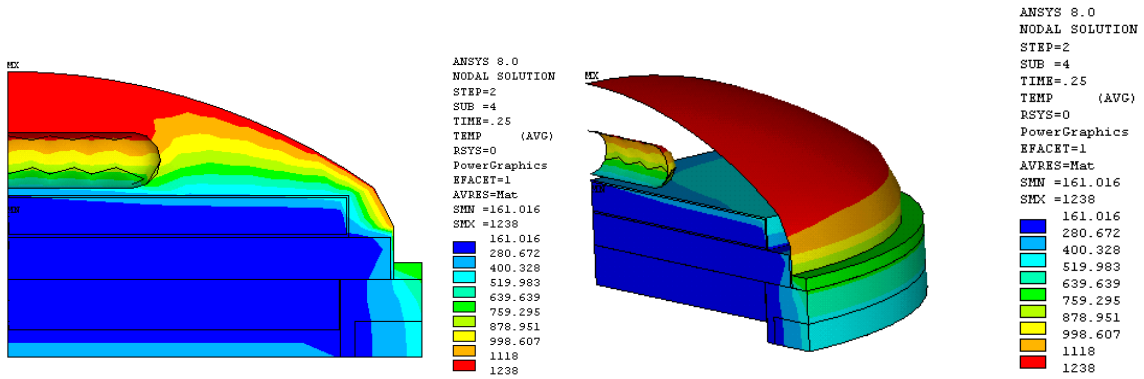 MX
MN
ANSYS 8.0
NODAL SOLUTION
STEP=2
SUB =4
TIME=.25
TEMP (AVG)
RSYS=0
PowerGraphics
EFACET=1
AVRES=Mat
SMN =161.016
SMX =1238
161.016
280.672
400.328
519.983
639.639
759.295
878.951
998.607
1118
1238
MX
MN
ANSYS 8.0
NODAL SOLUTION
STEP=2
SUB =4
TIME=.25
TEMP (AVG)
RSYS=0
PowerGraphics
EFACET=1
AVRES=Mat
SMN =161.016
SMX =1238
161.016
280.672
400.328
519.983
639.639
759.295
878.951
998.607
1118
1238